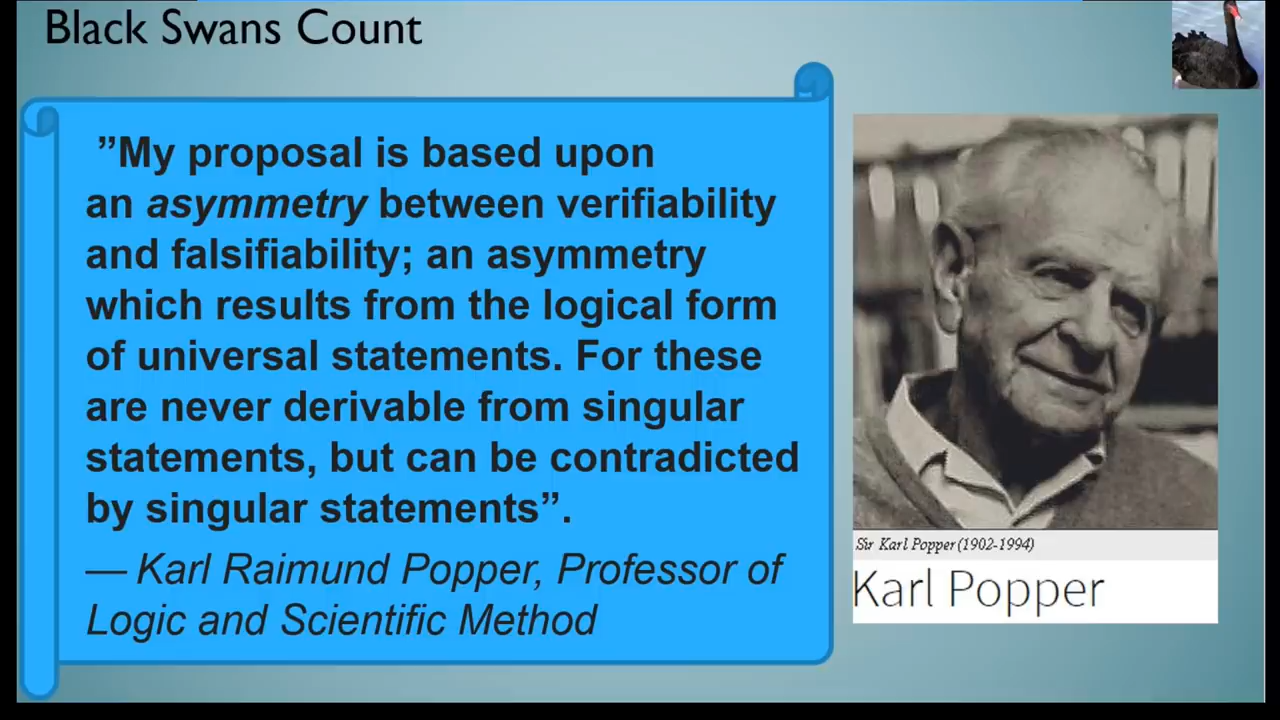 Black Swans Count
”My proposal is based upon
an asymmetry between verifiability
and falsifiability; an asymmetry
which results from the logical form
of universal statements. For these
are never derivable from singular
statements, but can be contradicted
by singular statements”.
— Karl Raimund Popper, Professor of
Logic and Scientific Method
Sir Karl Popper (1902-1994)
Karl Popper